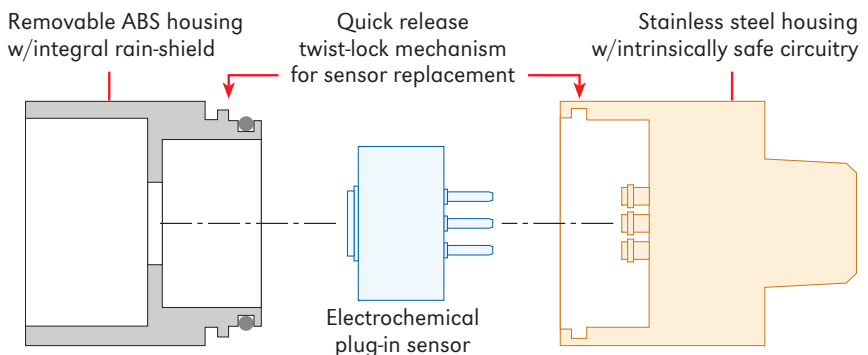 Removable ABS housing
w/integral rain-shield
Quick release
twist-lock mechanism
for sensor replacement
Stainless steel housing
w/intrinsically safe circuitry
Electrochemical
plug-in sensor